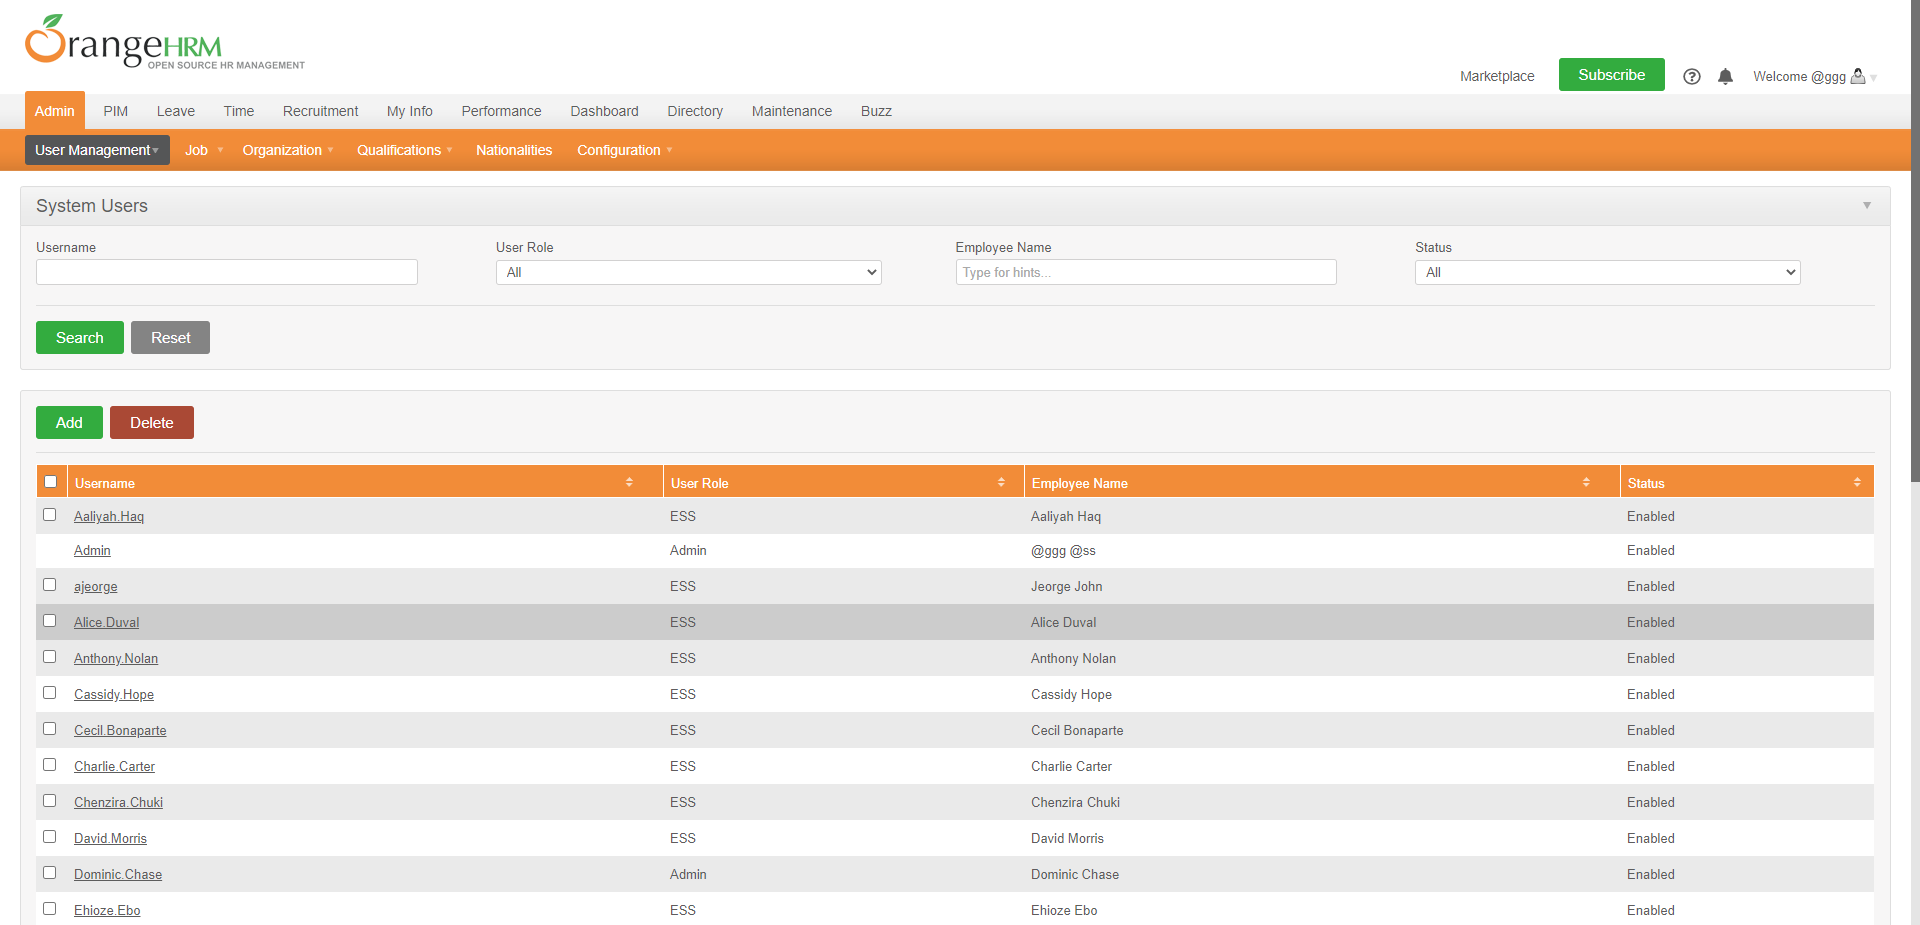 OrangeHRM
OPEN SOURCE HR MANAGEMENT
Marketplace Subscribe Welcome @ggg
Admin PIM Leave Time Recruitment My Info Performance Dashboard Directory Maintenance Buzz
User Management Job Organization Qualifications Nationalities Configuration
System Users
Username User Role Employee Name Status
All Type for hints... All
Search Reset
Add Delete
Username User Role Employee Name Status
Aaliyah.Haq ESS Aaliyah Haq Enabled
Admin Admin @ggg @ss Enabled
ajeorge ESS Jeorge John Enabled
Alice.Duval ESS Alice Duval Enabled
Anthony.Nolan ESS Anthony Nolan Enabled
Cassidy.Hope ESS Cassidy Hope Enabled
Cecil.Bonaparte ESS Cecil Bonaparte Enabled
Charlie.Carter ESS Charlie Carter Enabled
Chenzira.Chuki ESS Chenzira Chuki Enabled
David.Morris ESS David Morris Enabled
Dominic.Chase Admin Dominic Chase Enabled
Ehioze.Ebo ESS Ehioze Ebo Enabled